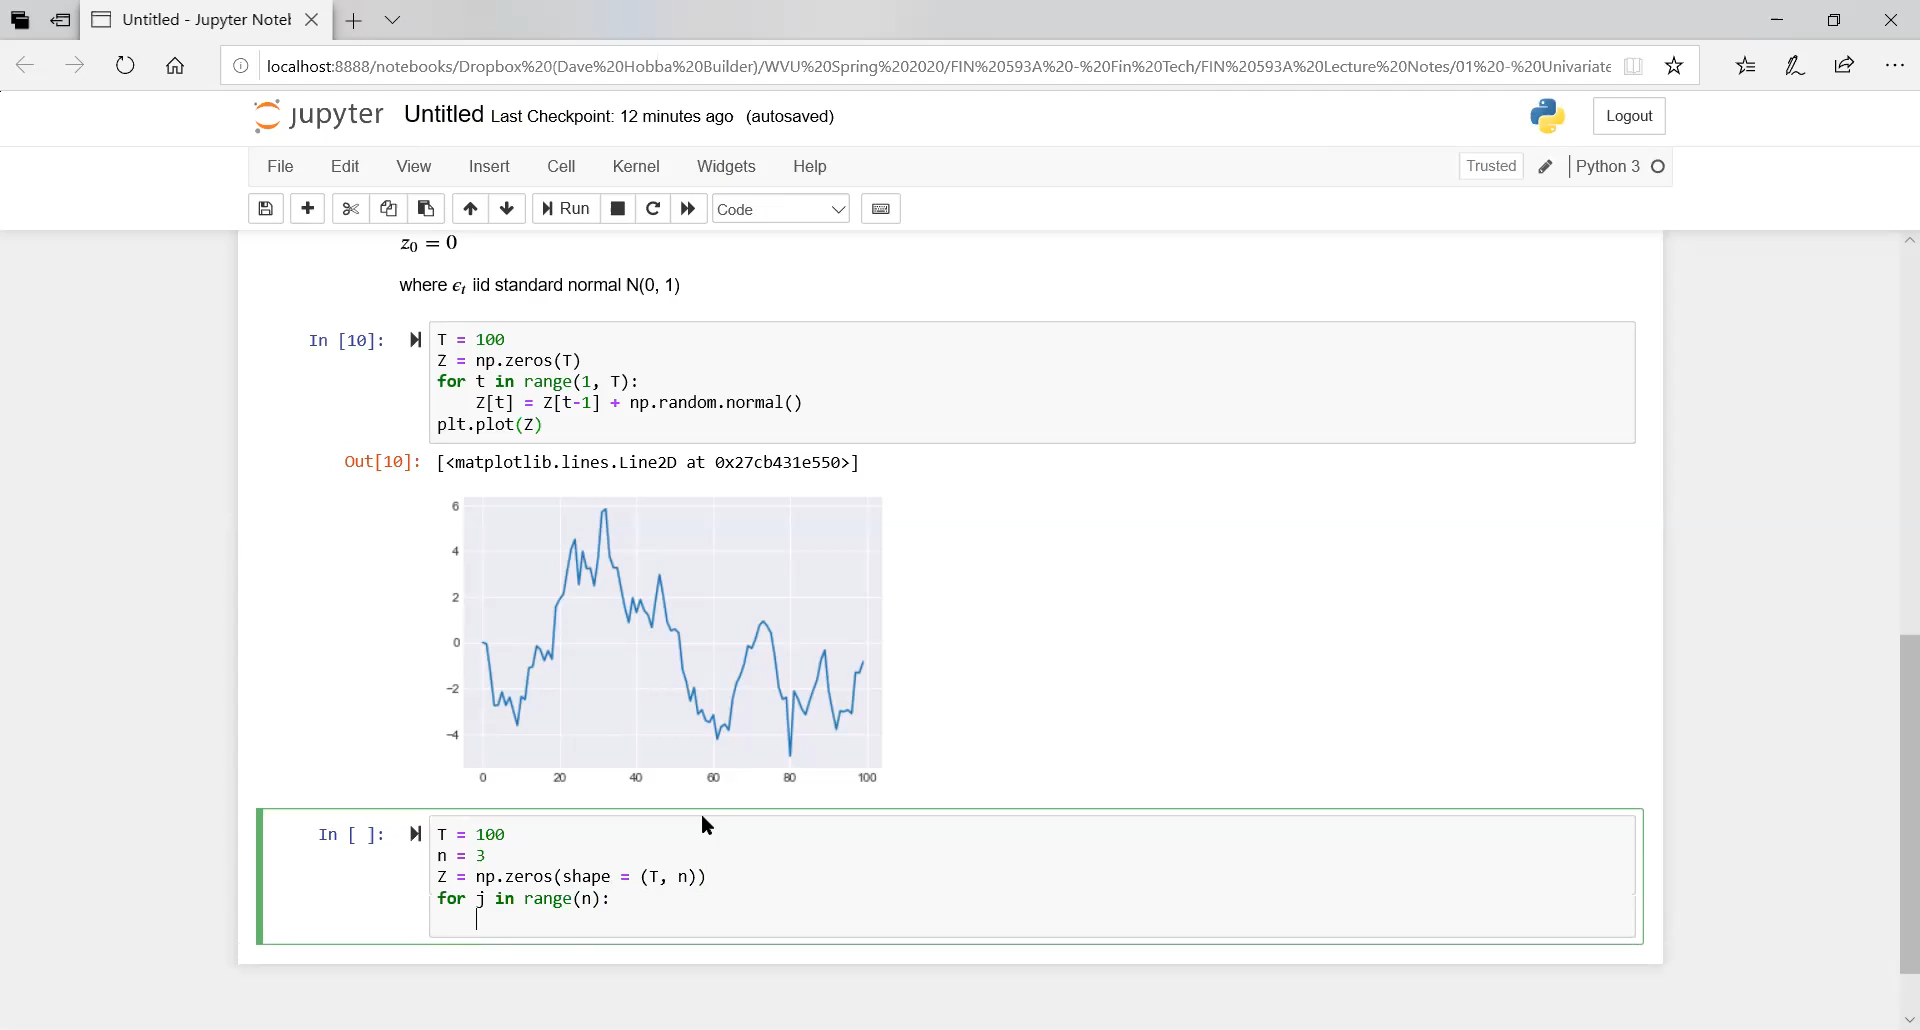 Untitled - Jupyter Notel
localhost:8888/notebooks/Dropbox%20(Dave%20Hobba%20Builder)/WVU%20Spring%202020/FIN%20593A%20-%20Fin%20Tech/FIN%20593A%20Lecture%20Notes/01%20-%20Univariate
jupyter Untitled Last Checkpoint: 12 minutes ago (autosaved)
Logout
File Edit View Insert Cell Kernel Widgets Help
Trusted Python 3
Run Code
z₀ = 0
where ϵₜ iid standard normal N(0, 1)
In [10]: T = 100
Z = np.zeros(T)
for t in range(1, T):
Z[t] = Z[t-1] + np.random.normal()
plt.plot(Z)
Out[10]: [<matplotlib.lines.Line2D at 0x27cb431e550>]
6
4
2
0
−2
−4
0 20 40 60 80 100
In [ ]: T = 100
n = 3
Z = np.zeros(shape = (T, n))
for j in range(n):